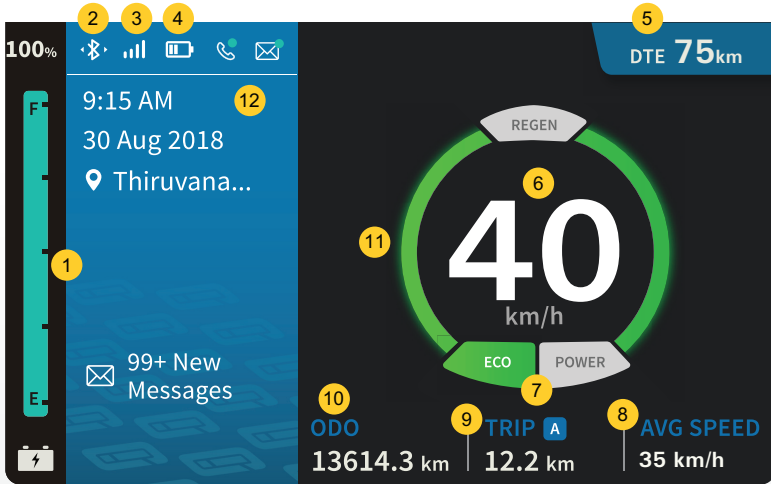 2
3
4
5
100%
DTE 75km
9:15 AM
12
30 Aug 2018
Thiruvana...
F
REGEN
6
40
km/h
11
1
99+ New
Messages
E
ECO
POWER
7
10
9
8
ODO
TRIP A
AVG SPEED
13614.3 km
12.2 km
35 km/h